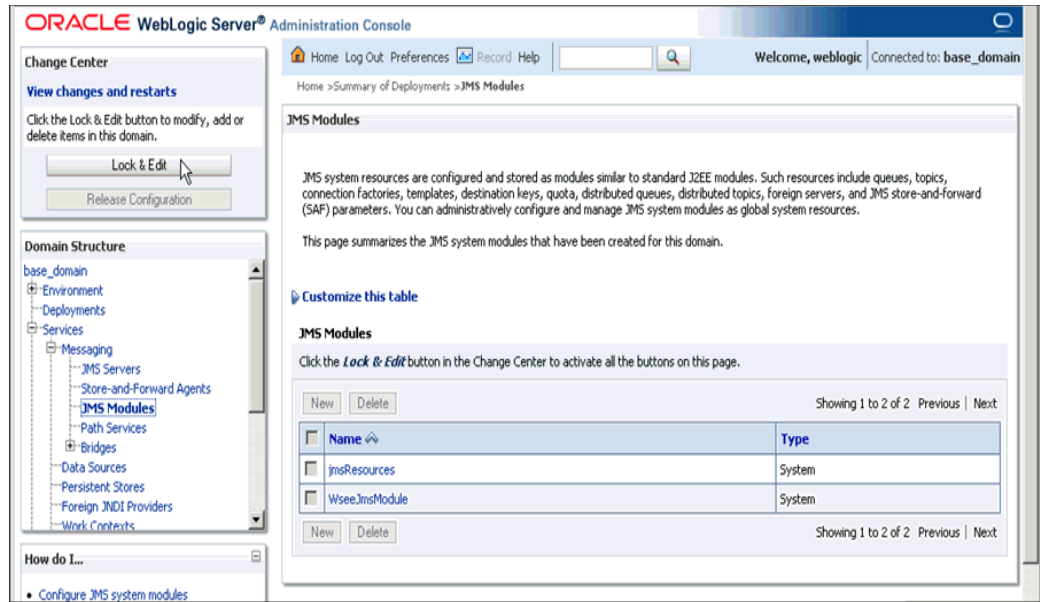 ORACLE WebLogic Server® Administration Console
Change Center
View changes and restarts
Click the Lock & Edit button to modify, add or
delete items in this domain.
Lock & Edit
Release Configuration
Domain Structure
base_domain
Environment
Deployments
Services
Messaging
JMS Servers
Store-and-Forward Agents
JMS Modules
Path Services
Bridges
Data Sources
Persistent Stores
Foreign JNDI Providers
Work Contexts
How do I...
Configure JMS system modules
Home Log Out Preferences Record Help
Welcome, weblogic Connected to: base_domain
Home >Summary of Deployments >JMS Modules
JMS Modules
JMS system resources are configured and stored as modules similar to standard J2EE modules. Such resources include queues, topics,
connection factories, templates, destination keys, quota, distributed queues, distributed topics, foreign servers, and JMS store-and-forward
(SAF) parameters. You can administratively configure and manage JMS system modules as global system resources.
This page summarizes the JMS system modules that have been created for this domain.
Customize this table
JMS Modules
Click the Lock & Edit button in the Change Center to activate all the buttons on this page.
New Delete Showing 1 to 2 of 2 Previous | Next
Name Type
jmsResources System
WseeJmsModule System
New Delete Showing 1 to 2 of 2 Previous | Next